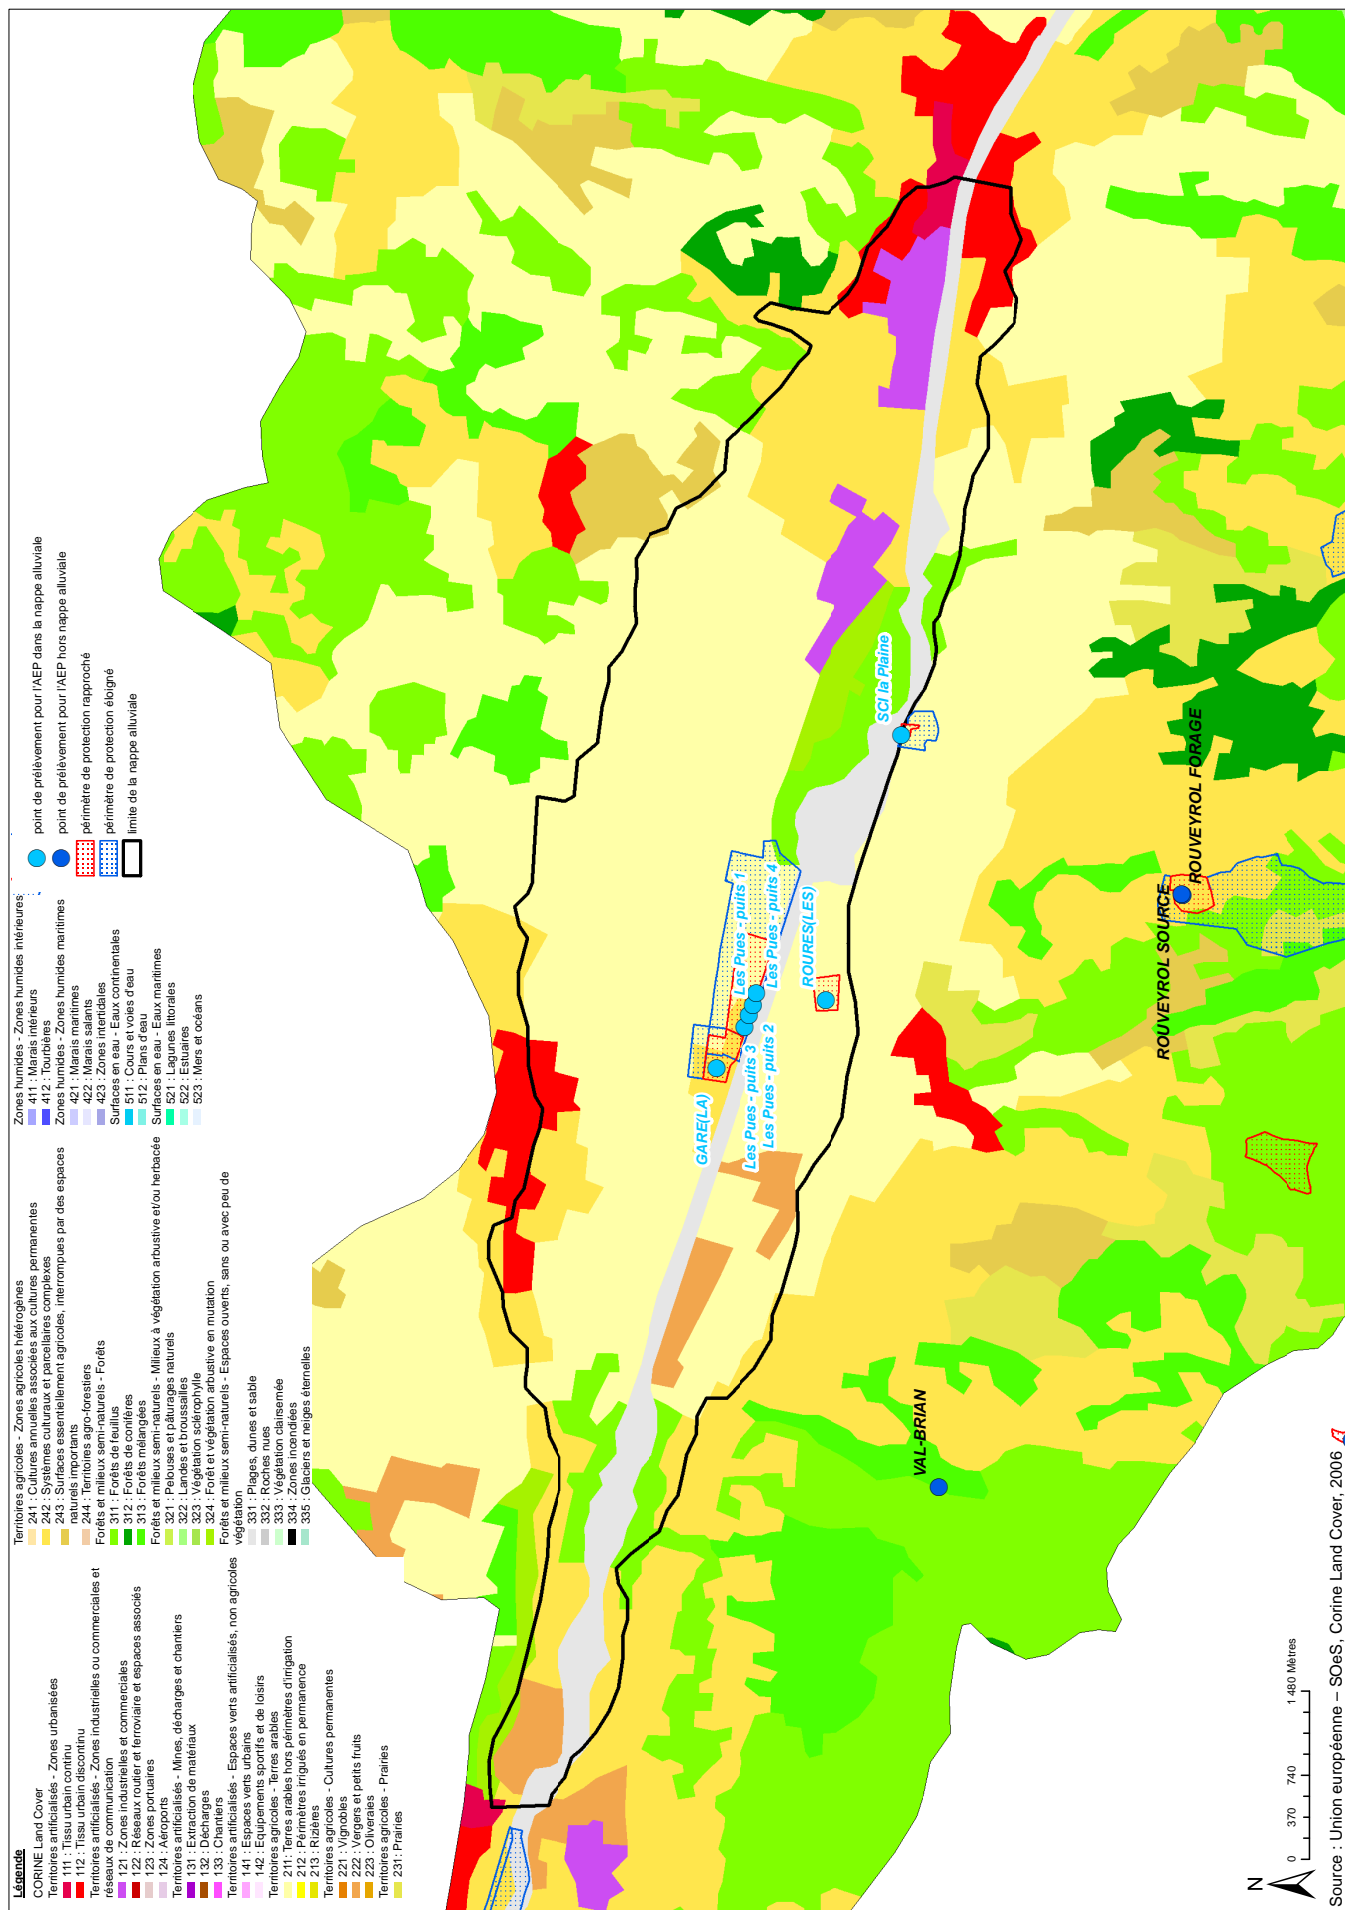 Légende
CORINE Land Cover
Territoires artificialisés - Zones urbanisées
111 : Tissu urbain continu
112 : Tissu urbain discontinu
Territoires artificialisés - Zones industrielles ou commerciales et
réseaux de communication
121 : Zones industrielles et commerciales
122 : Réseaux routier et ferroviaire et espaces associés
123 : Zones portuaires
124 : Aéroports
Territoires artificialisés - Mines, décharges et chantiers
131 : Extraction de matériaux
132 : Décharges
133 : Chantiers
Territoires artificialisés - Espaces verts artificialisés, non agricoles
141 : Espaces verts urbains
142 : Equipements sportifs et de loisirs
Territoires agricoles - Terres arables
211 : Terres arables hors périmètres d'irrigation
212 : Périmètres irrigués en permanence
213 : Rizières
Territoires agricoles - Cultures permanentes
221 : Vignobles
222 : Vergers et petits fruits
223 : Oliveraies
Territoires agricoles - Prairies
231 : Prairies
Territoires agricoles - Zones agricoles hétérogènes
241 : Cultures annuelles associées aux cultures permanentes
242 : Systèmes culturaux et parcellaires complexes
243 : Surfaces essentiellement agricoles, interrompues par des espaces
naturels importants
244 : Territoires agro-forestiers
Forêts et milieux semi-naturels - Forêts
311 : Forêts de feuillus
312 : Forêts de conifères
313 : Forêts mélangées
Forêts et milieux semi-naturels - Milieux à végétation arbustive et/ou herbacée
321 : Pelouses et pâturages naturels
322 : Landes et broussailles
323 : Végétation sclérophylle
324 : Forêt et végétation arbustive en mutation
Forêts et milieux semi-naturels - Espaces ouverts, sans ou avec peu de
végétation
331 : Plages, dunes et sable
332 : Roches nues
333 : Végétation clairsemée
334 : Zones incendiées
335 : Glaciers et neiges éternelles
Zones humides - Zones humides intérieures
411 : Marais intérieurs
412 : Tourbières
Zones humides - Zones humides maritimes
421 : Marais maritimes
422 : Marais salants
423 : Zones intertidales
Surfaces en eau - Eaux continentales
511 : Cours et voies d'eau
512 : Plans d'eau
Surfaces en eau - Eaux maritimes
521 : Lagunes littorales
522 : Estuaires
523 : Mers et océans
point de prélèvement pour l'AEP dans la nappe alluviale
point de prélèvement pour l'AEP hors nappe alluviale
périmètre de protection rapproché
périmètre de protection éloigné
limite de la nappe alluviale
GARE(LA)
Les Pues - puits 3
Les Pues - puits 2
Les Pues - puits 1
Les Pues - puits 4
ROURES(LES)
SCI la Plaine
VAL-BRIAN
ROUVEYROL SOURCE
ROUVEYROL FORAGE
N
0 370 740 1 480 Mètres
Source : Union européenne – SOeS, Corine Land Cover, 2006